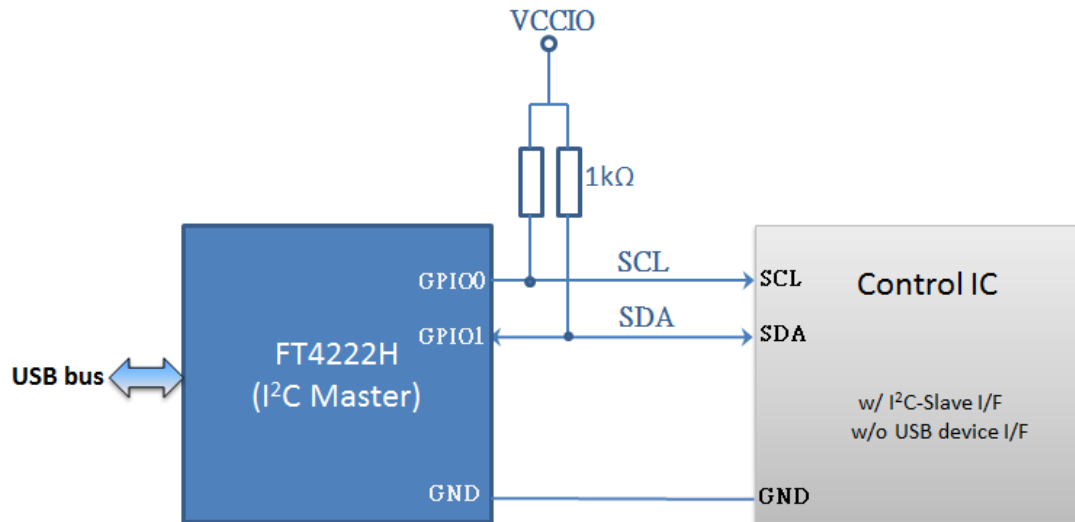 VCCIO
1kΩ
GPIO0
SCL
SCL
Control IC
GPIO1
SDA
SDA
USB bus
FT4222H
(I²C Master)
w/ I²C-Slave I/F
w/o USB device I/F
GND
GND